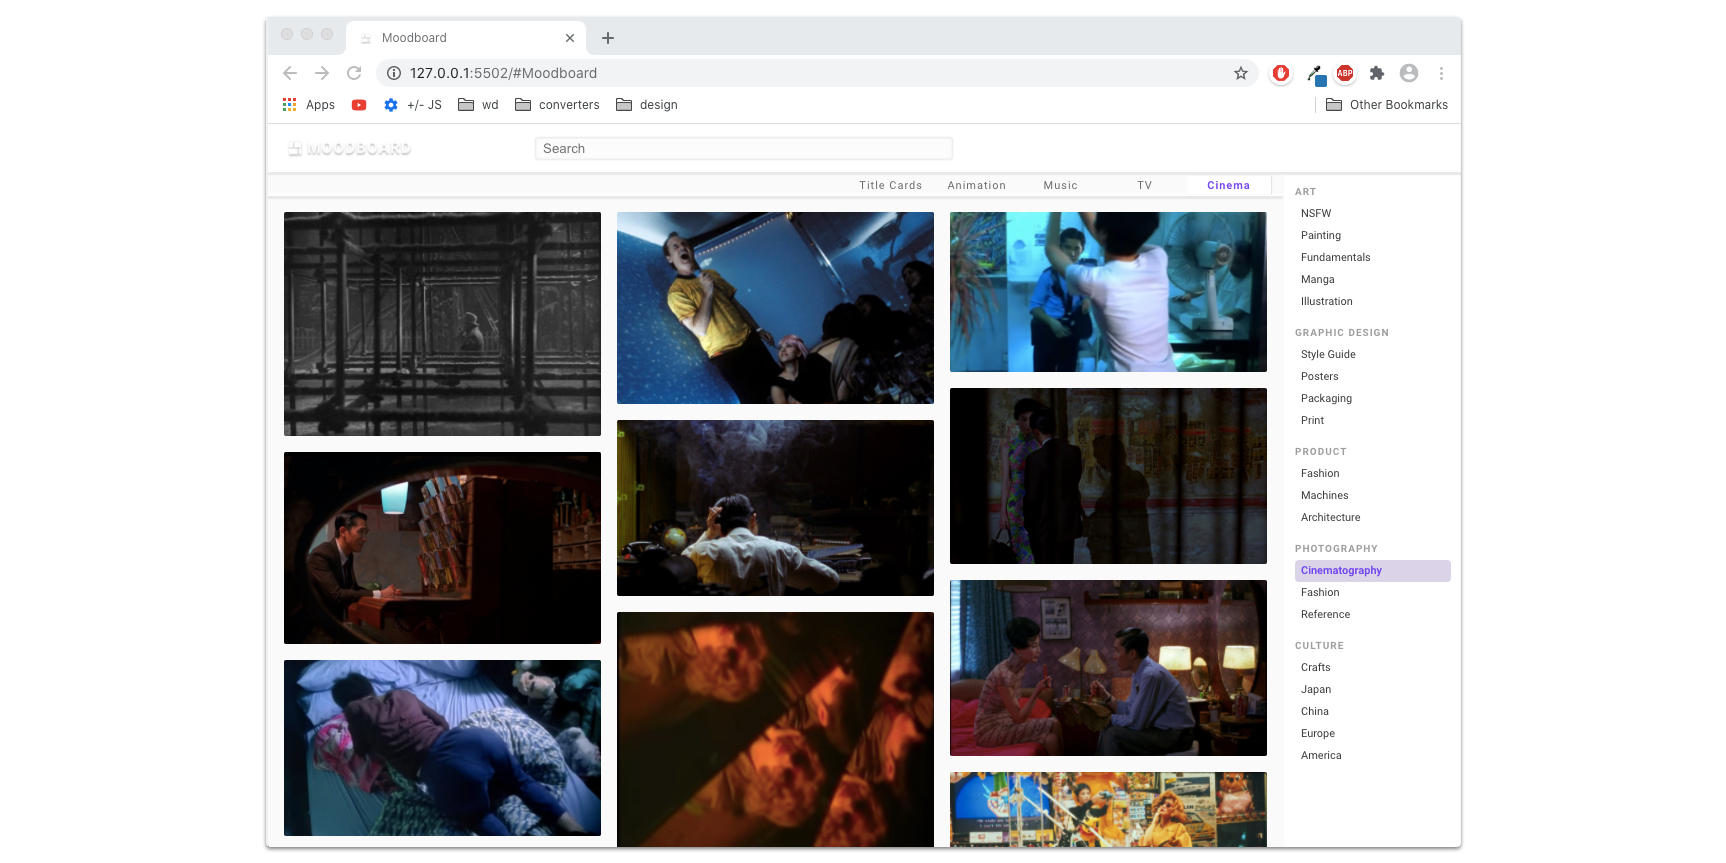 Moodboard
127.0.0.1:5502/#Moodboard
ABP
Apps
+/- JS
wd
converters
design
Other Bookmarks
MOODBOARD
Search
Title Cards
Animation
Music
TV
Cinema
ART
NSFW
Painting
Fundamentals
Manga
Illustration
GRAPHIC DESIGN
Style Guide
Posters
Packaging
Print
PRODUCT
Fashion
Machines
Architecture
PHOTOGRAPHY
Cinematography
Fashion
Reference
CULTURE
Crafts
Japan
China
Europe
America